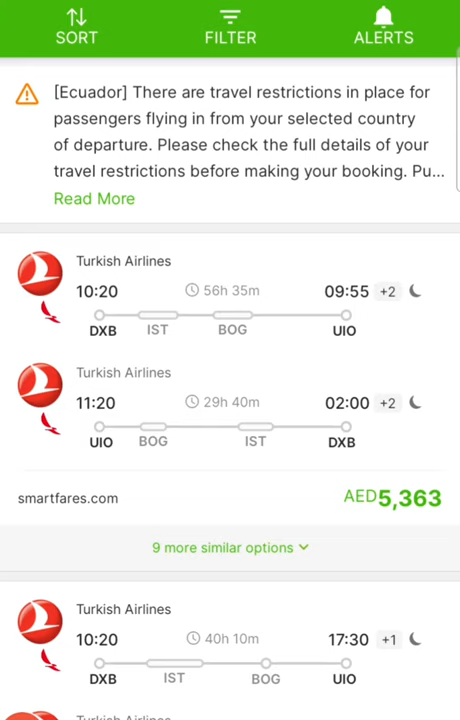 SORT FILTER ALERTS
[Ecuador] There are travel restrictions in place for
passengers flying in from your selected country
of departure. Please check the full details of your
travel restrictions before making your booking. Pu...
Read More
Turkish Airlines
10:20 56h 35m 09:55 +2
DXB IST BOG UIO
Turkish Airlines
11:20 29h 40m 02:00 +2
UIO BOG IST DXB
smartfares.com AED5,363
9 more similar options
Turkish Airlines
10:20 40h 10m 17:30 +1
DXB IST BOG UIO
Turkish Airlines